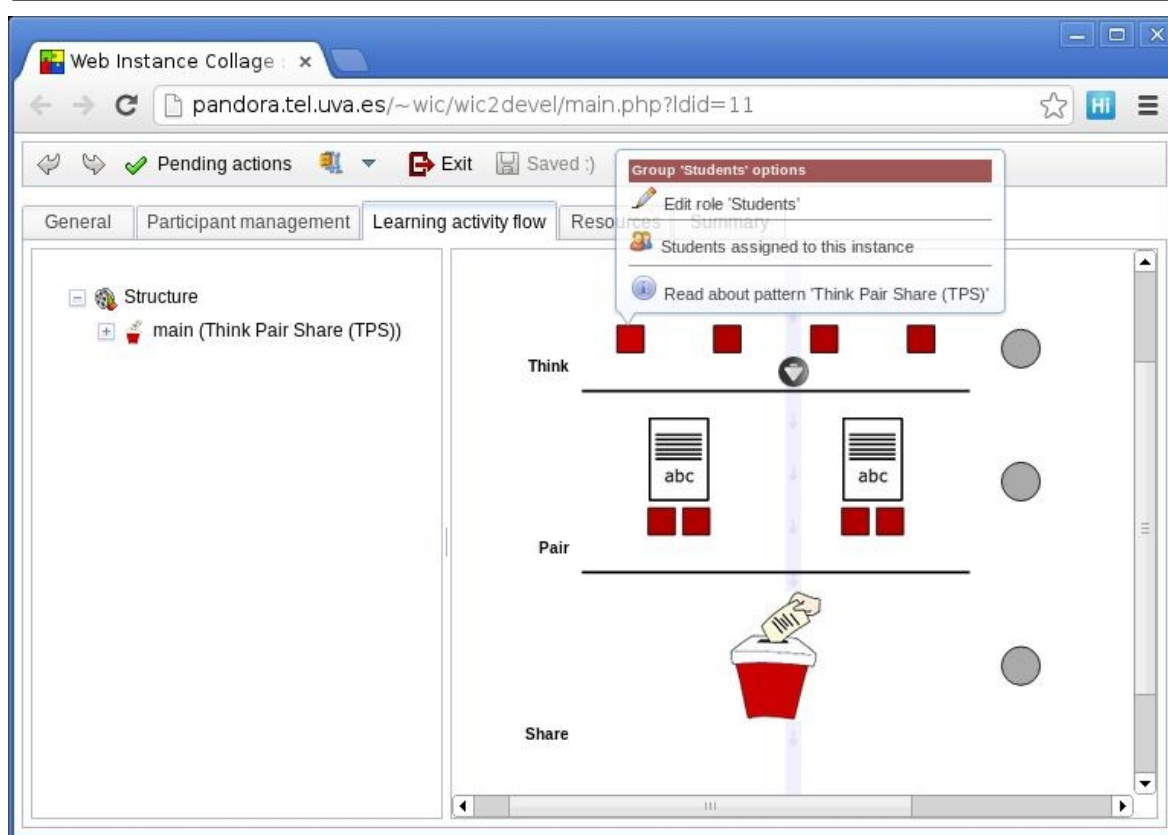 Web Instance Collage :
pandora.tel.uva.es/~wic/wic2devel/main.php?ldid=11
Hi
Pending actions Exit Saved :)
Group 'Students' options
Edit role 'Students'
Students assigned to this instance
Read about pattern 'Think Pair Share (TPS)'
General Participant management Learning activity flow Resources Summary
Structure
main (Think Pair Share (TPS))
Think
abc abc
Pair
Share